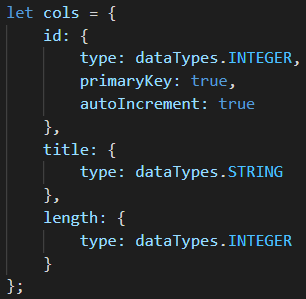 let cols = {
    id: {
        type: dataTypes.INTEGER,
        primaryKey: true,
        autoIncrement: true
    },
    title: {
        type: dataTypes.STRING
    },
    length: {
        type: dataTypes.INTEGER
    }
};